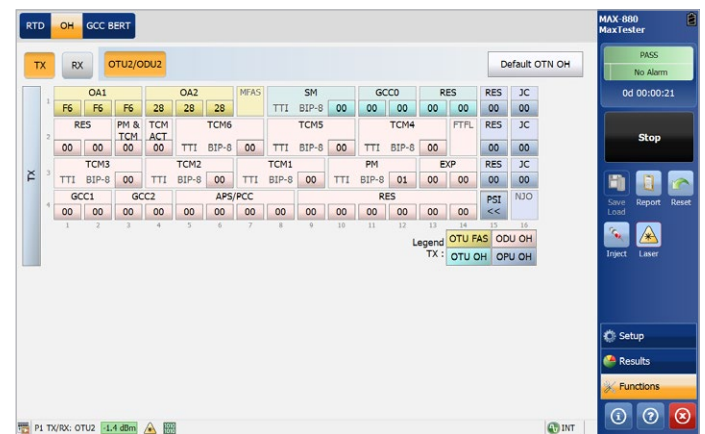 RTD OH GCC BERT
TX RX OTU2/ODU2 Default OTN OH
OA1 OA2 MFAS SM GCC0 RES RES JC
1 F6 F6 F6 28 28 28 TTI BIP-8 00 00 00 00 00 00 00
RES PM & TCM TCM ACT TCM6 TCM5 TCM4 FTFL RES JC
2 00 00 00 00 TTI BIP-8 00 TTI BIP-8 00 TTI BIP-8 00 00 00
TX
TCM3 TCM2 TCM1 PM EXP RES JC
3 TTI BIP-8 00 TTI BIP-8 00 TTI BIP-8 00 TTI BIP-8 01 00 00 00 00
GCC1 GCC2 APS/PCC RES PSI NJO
4 00 00 00 00 00 00 00 00 00 00 00 00 00 00 <<
1 2 3 4 5 6 7 8 9 10 11 12 13 14 15 16
Legend TX : OTU FAS ODU OH
OTU OH OPU OH
P1 TX/RX: OTU2 -1.4 dBm INT
MAX-880
MaxTester
PASS
No Alarm
0d 00:00:21
Stop
Save Load Report Reset
Inject Laser
Setup
Results
Functions